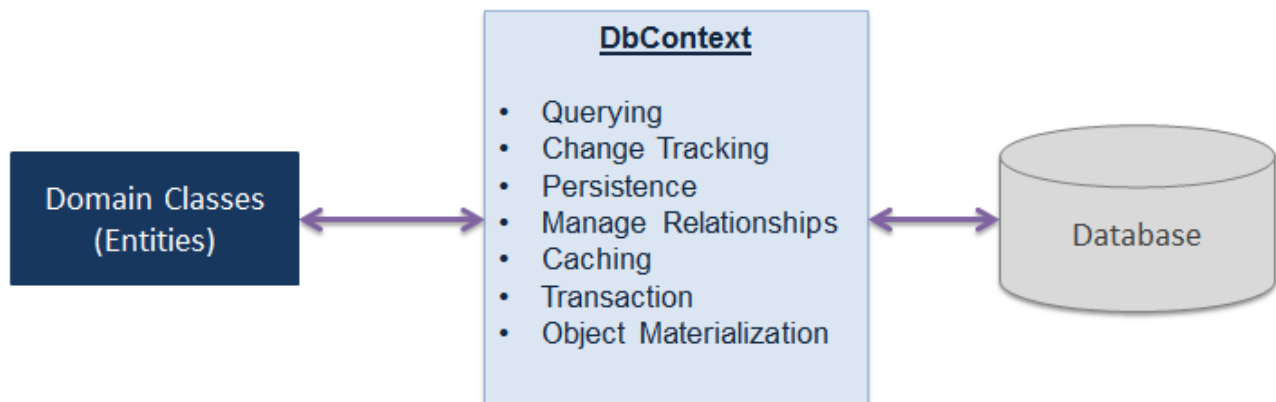 Domain Classes
(Entities)
DbContext
• Querying
• Change Tracking
• Persistence
• Manage Relationships
• Caching
• Transaction
• Object Materialization
Database